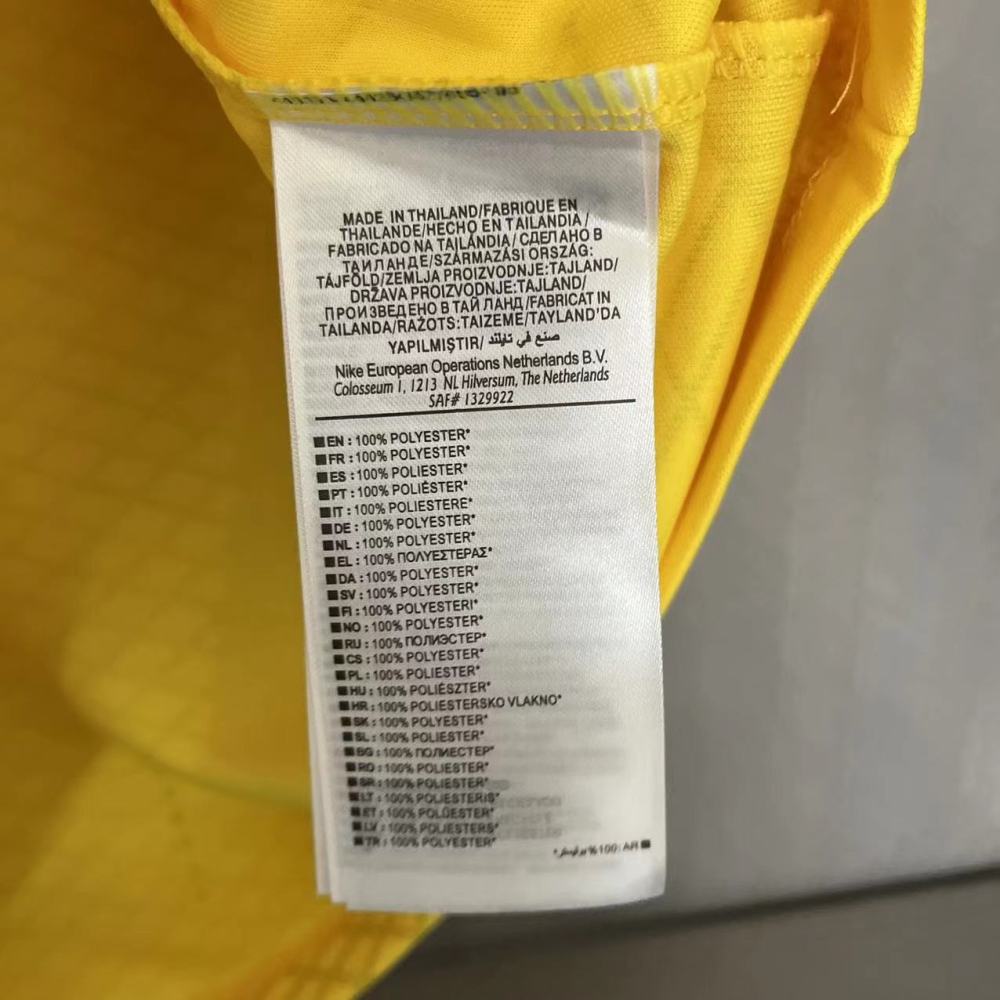 MADE IN THAILAND/FABRIQUE EN
THAILANDE/HECHO EN TAILANDIA /
FABRICADO NA TAILÂNDIA / СДЕЛАНО В
ТАИЛАНДЕ/SZÁRMAZÁSI ORSZÁG:
TÁJFÖLD/ZEMLJA PROIZVODNJE:TAJLAND/
DRŽAVA PROIZVODNJE:TAJLAND/
ПРОИЗВЕДЕНО В ТАЙЛАНД /FABRICAT IN
TAILANDA/RAŽOTS:TAIZEME/TAYLAND'DA
YAPILMIŞTIR/ صنع في تايلند
Nike European Operations Netherlands B.V.
Colosseum 1, 1213 NL Hilversum, The Netherlands
SAF# 1329922
EN : 100% POLYESTER*
FR : 100% POLYESTER*
ES : 100% POLIÉSTER*
PT : 100% POLIÉSTER*
IT : 100% POLIESTERE*
DE : 100% POLYESTER*
NL : 100% POLYESTER*
EL : 100% ΠΟΛΥΕΣΤΕΡΑΣ*
DA : 100% POLYESTER*
SV : 100% POLYESTER*
FI : 100% POLYESTERI*
NO : 100% POLYESTER*
RU : 100% ПОЛИЭСТЕР*
CS : 100% POLYESTER*
PL : 100% POLIESTER*
HU : 100% POLIÉSZTER*
HR : 100% POLIESTERSKO VLAKNO*
SK : 100% POLYESTER*
SL : 100% POLIESTER*
BG : 100% ПОЛИЕСТЕР*
RO : 100% POLIESTER*
SR : 100% POLIESTER*
LT : 100% POLIESTERIS*
ET : 100% POLÜESTER*
LV : 100% POLIESTERS*
TR : 100% POLYESTER*
AR :100% بوليستر*